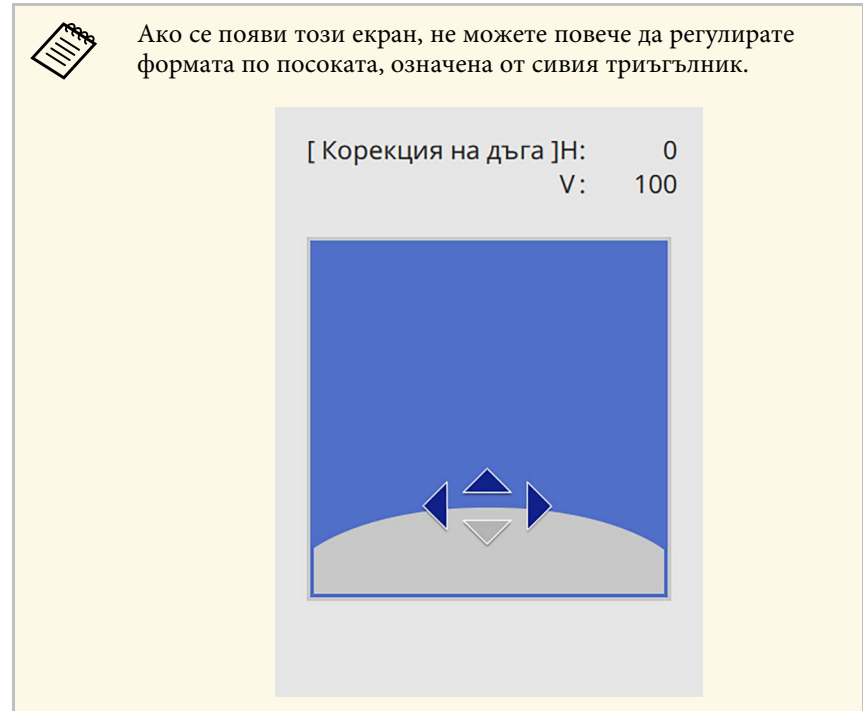 Ако се появи този екран, не можете повече да регулирате
формата по посоката, означена от сивия триъгълник.
[ Корекция на дъга ]H: 0
V: 100